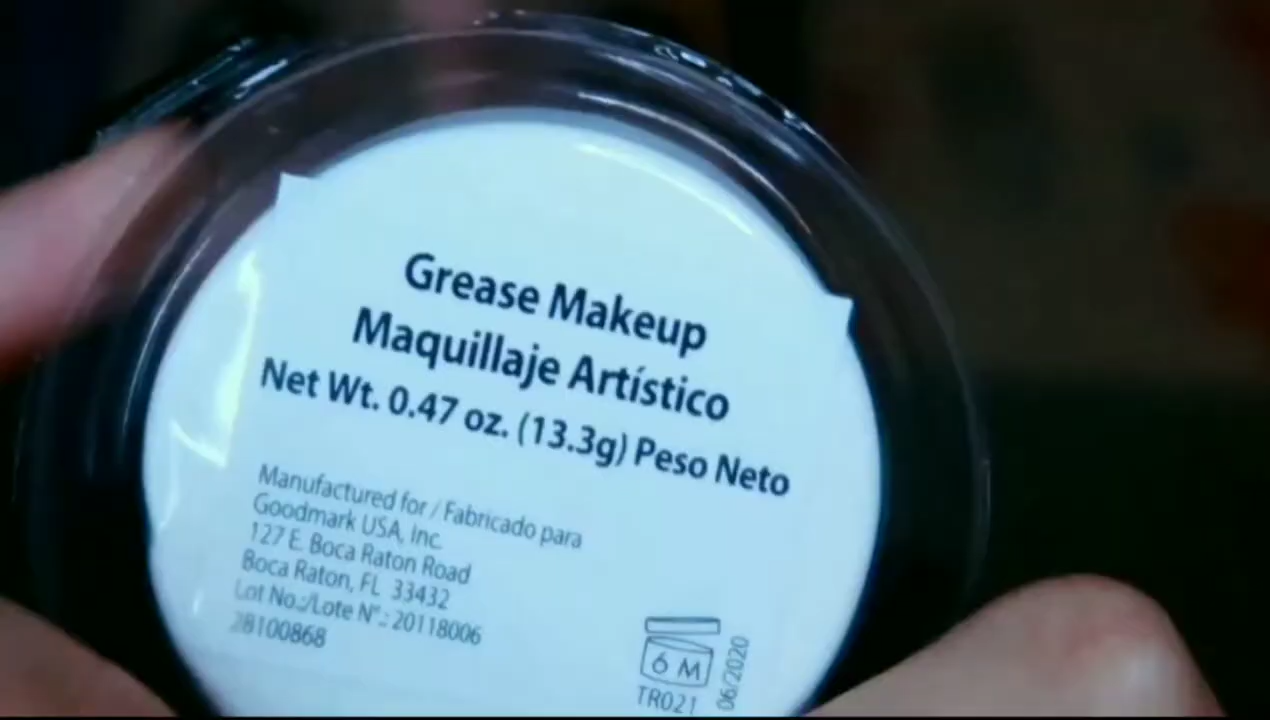 Grease Makeup
Maquillaje Artístico
Net Wt. 0.47 oz. (13.3g) Peso Neto
Manufactured for / Fabricado para
Goodmark USA, Inc.
127 E. Boca Raton Road
Boca Raton, FL 33432
Lot No./Lote N°.: 20118006
28100868
6 M
TR021
06/2020